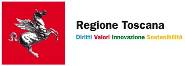 Regione Toscana
Diritti Valori Innovazione Sostenibilità